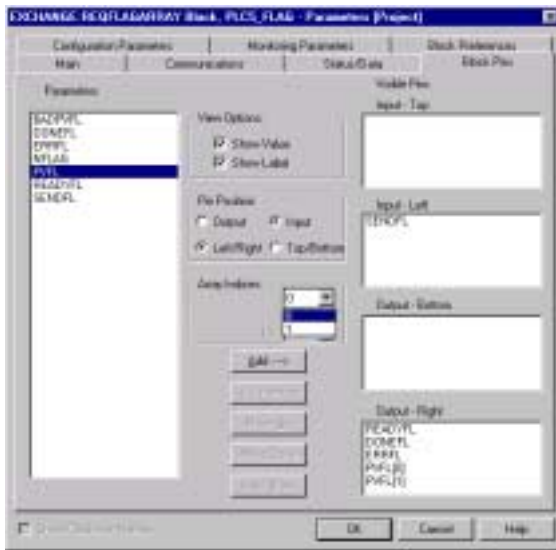 EXCHANGE:REQFLAGARRAY Block, PLC5_FLAG - Parameters [Project]
Configuration Parameters
Monitoring Parameters
Block Preferences
Main
Communications
Status/Data
Block Pins
Parameters
BADPVFL
DONEFL
ERRFL
NFLAG
PVFL
READYFL
SENDFL
View Options
Show Value
Show Label
Pin Position
Output
Input
Left/Right
Top/Bottom
Array Indexes
0
0
1
Add -->
Visible Pins
Input - Top
Input - Left
SENDFL
Output - Bottom
Output - Right
READYFL
DONEFL
ERRFL
PVFL[0]
PVFL[1]
OK
Cancel
Help